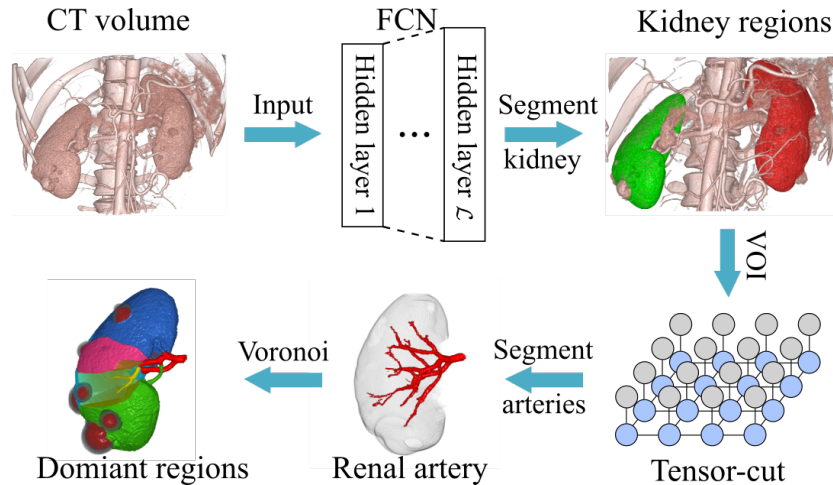 CT volume
FCN
Kidney regions
Input
Hidden layer 1
...
Hidden layer ℒ
Segment
kidney
VOI
Voronoi
Segment
arteries
Domiant regions
Renal artery
Tensor-cut